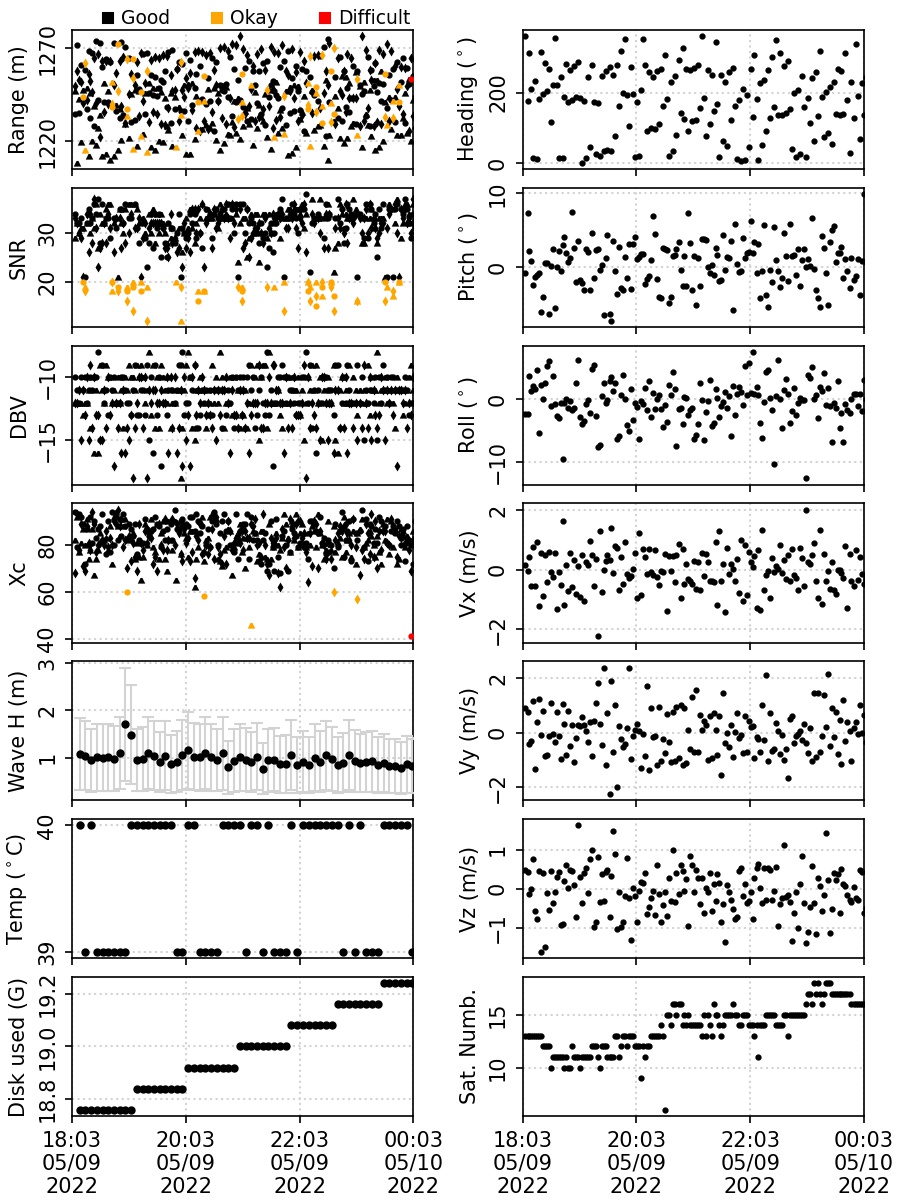 Good Okay Difficult
Range (m)
1270
1220
Heading (°)
200
0
SNR
30
20
Pitch (°)
10
0
DBV
−10
−15
Roll (°)
0
−10
Xc
80
60
40
Vx (m/s)
2
0
−2
Wave H (m)
3
2
1
Vy (m/s)
2
0
−2
Temp (°C)
40
39
Vz (m/s)
1
0
−1
Disk used (G)
19.2
19.0
18.8
Sat. Numb.
15
10
18:03 20:03 22:03 00:03
05/09 05/09 05/09 05/10
2022 2022 2022 2022
18:03 20:03 22:03 00:03
05/09 05/09 05/09 05/10
2022 2022 2022 2022